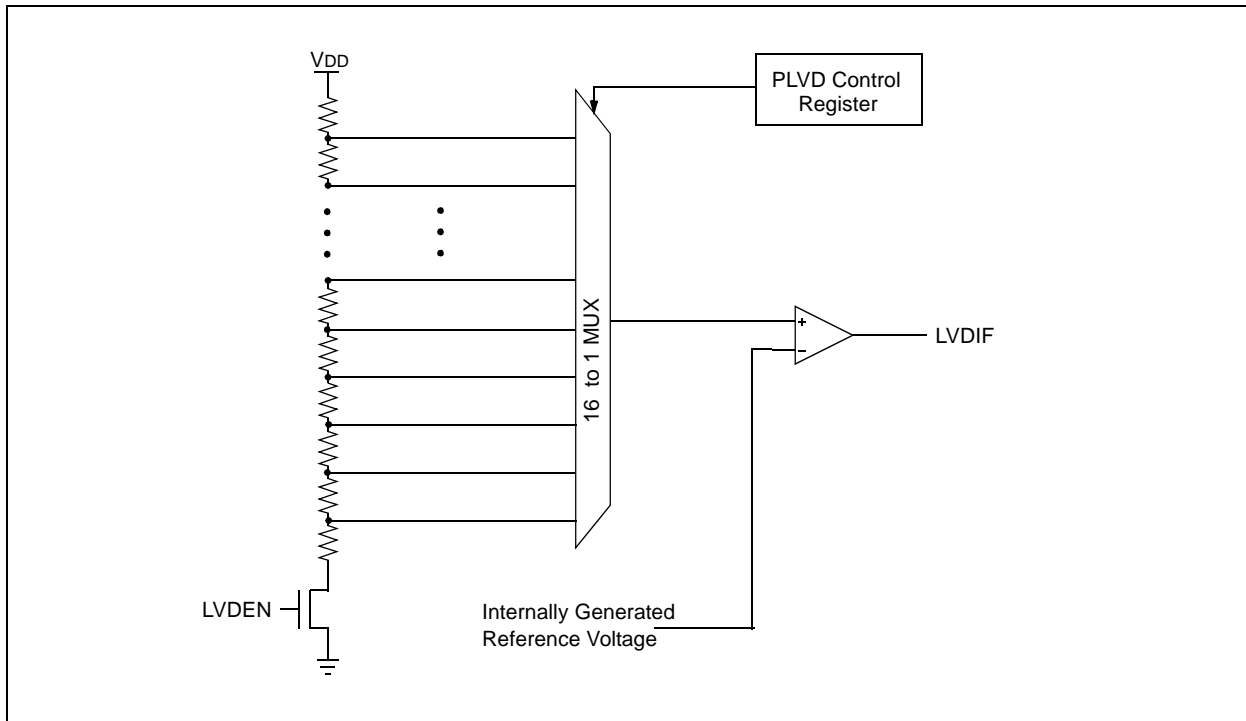 VDD
PLVD Control
Register
16 to 1 MUX
+
−
LVDIF
LVDEN
Internally Generated
Reference Voltage